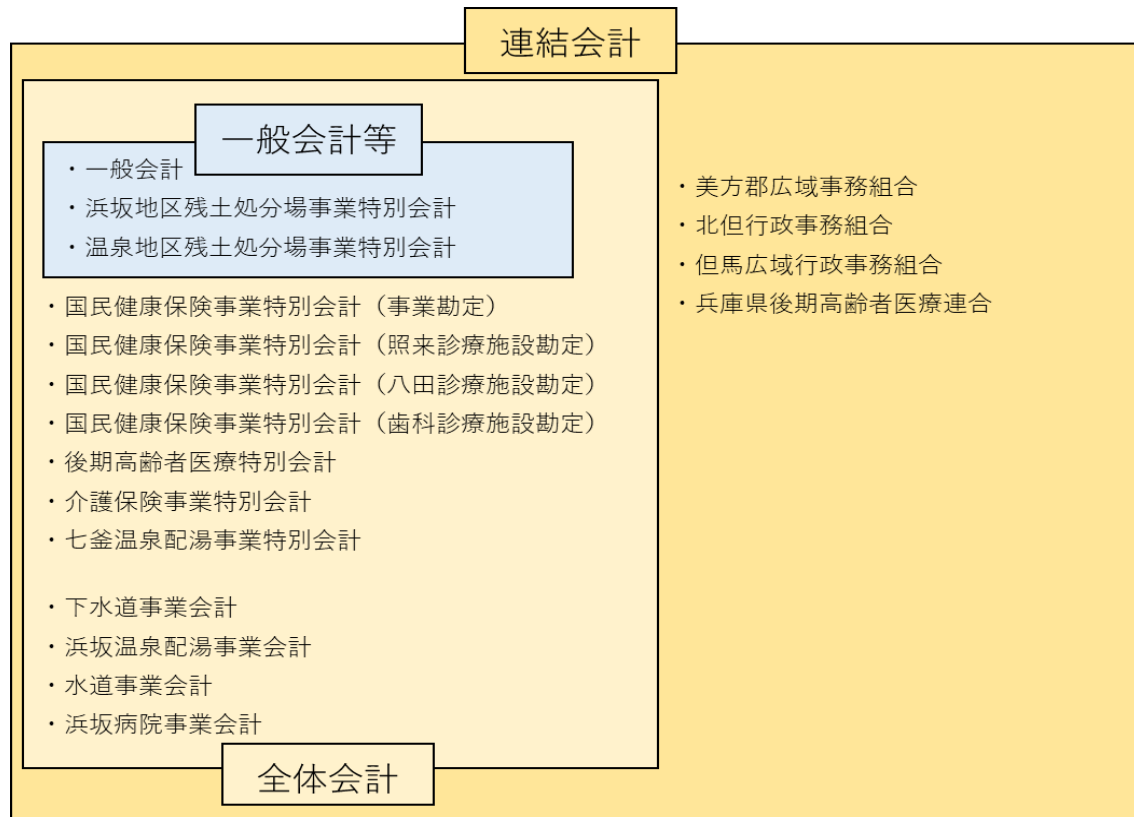 連結会計
一般会計等
・一般会計
・浜坂地区残土処分場事業特別会計
・温泉地区残土処分場事業特別会計
・国民健康保険事業特別会計（事業勘定）
・国民健康保険事業特別会計（照来診療施設勘定）
・国民健康保険事業特別会計（八田診療施設勘定）
・国民健康保険事業特別会計（歯科診療施設勘定）
・後期高齢者医療特別会計
・介護保険事業特別会計
・七釜温泉配湯事業特別会計
・下水道事業会計
・浜坂温泉配湯事業会計
・水道事業会計
・浜坂病院事業会計
全体会計
・美方郡広域事務組合
・北但行政事務組合
・但馬広域行政事務組合
・兵庫県後期高齢者医療連合